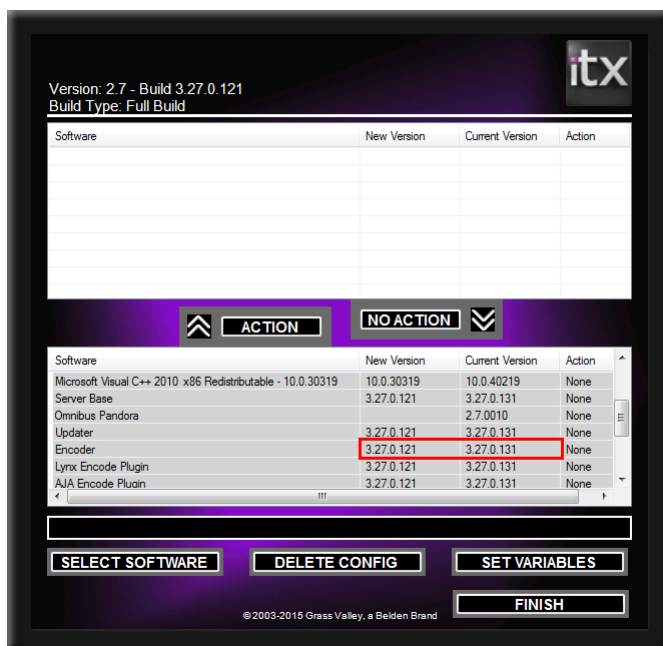 itx
Version: 2.7 - Build 3.27.0.121
Build Type: Full Build
Software New Version Current Version Action
ACTION NO ACTION
Software New Version Current Version Action
Microsoft Visual C++ 2010 x86 Redistributable - 10.0.30319 10.0.30319 10.0.40219 None
Server Base 3.27.0.121 3.27.0.131 None
Omnibus Pandora 2.7.0010 None
Updater 3.27.0.121 3.27.0.131 None
Encoder 3.27.0.121 3.27.0.131 None
Lynx Encode Plugin 3.27.0.121 3.27.0.131 None
AJA Encode Plugin 3.27.0.121 3.27.0.131 None
SELECT SOFTWARE DELETE CONFIG SET VARIABLES
FINISH
©2003-2015 Grass Valley, a Belden Brand